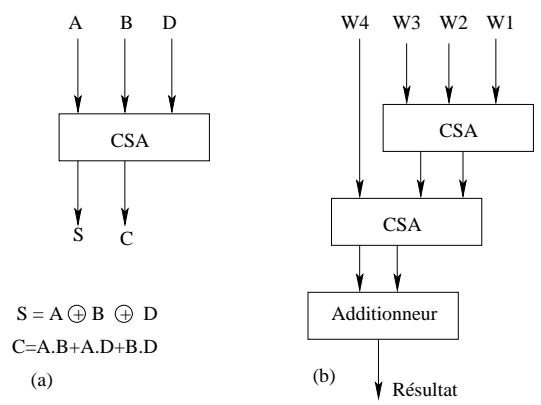 A B D
CSA
S C
S = A ⊕ B ⊕ D
C=A.B+A.D+B.D
(a)
W4 W3 W2 W1
CSA
CSA
Additionneur
(b)
Résultat